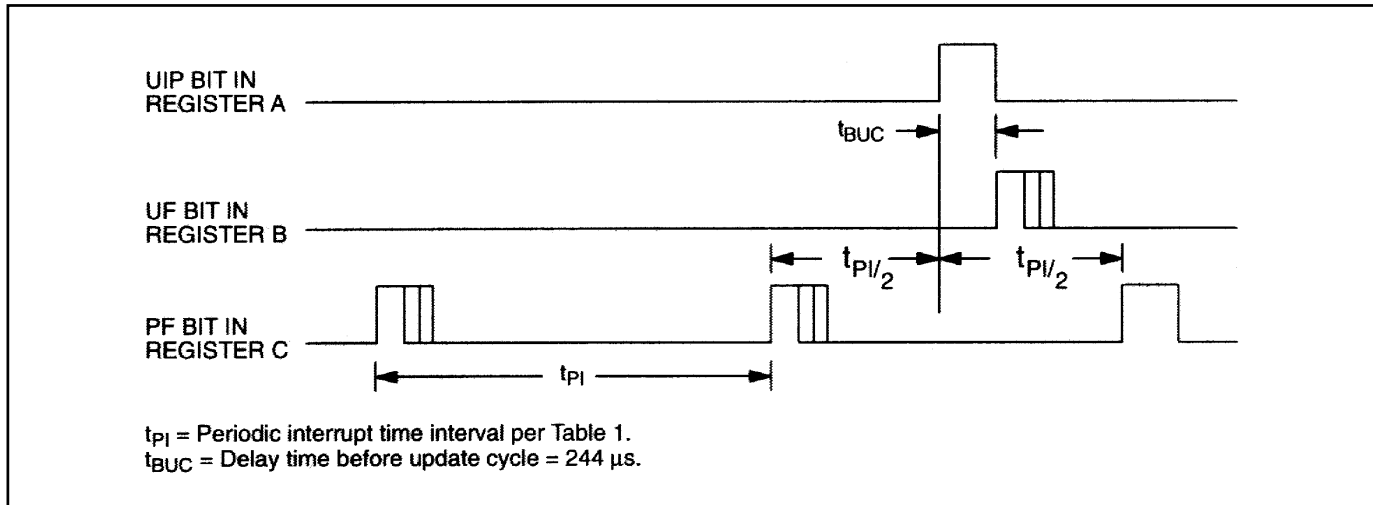 UIP BIT IN
REGISTER A
tBUC
UF BIT IN
REGISTER B
tPI/2
tPI/2
PF BIT IN
REGISTER C
tPI
tPI = Periodic interrupt time interval per Table 1.
tBUC = Delay time before update cycle = 244 µs.